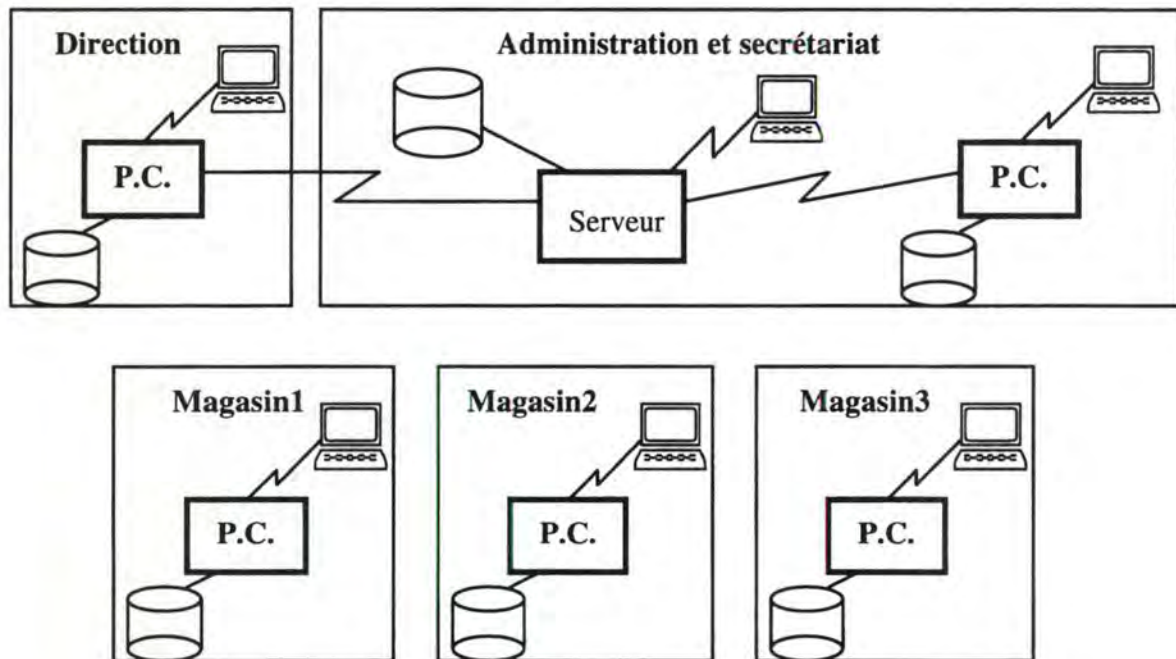 Direction
Administration et secrétariat
P.C.
Serveur
P.C.
Magasin1
Magasin2
Magasin3
P.C.
P.C.
P.C.